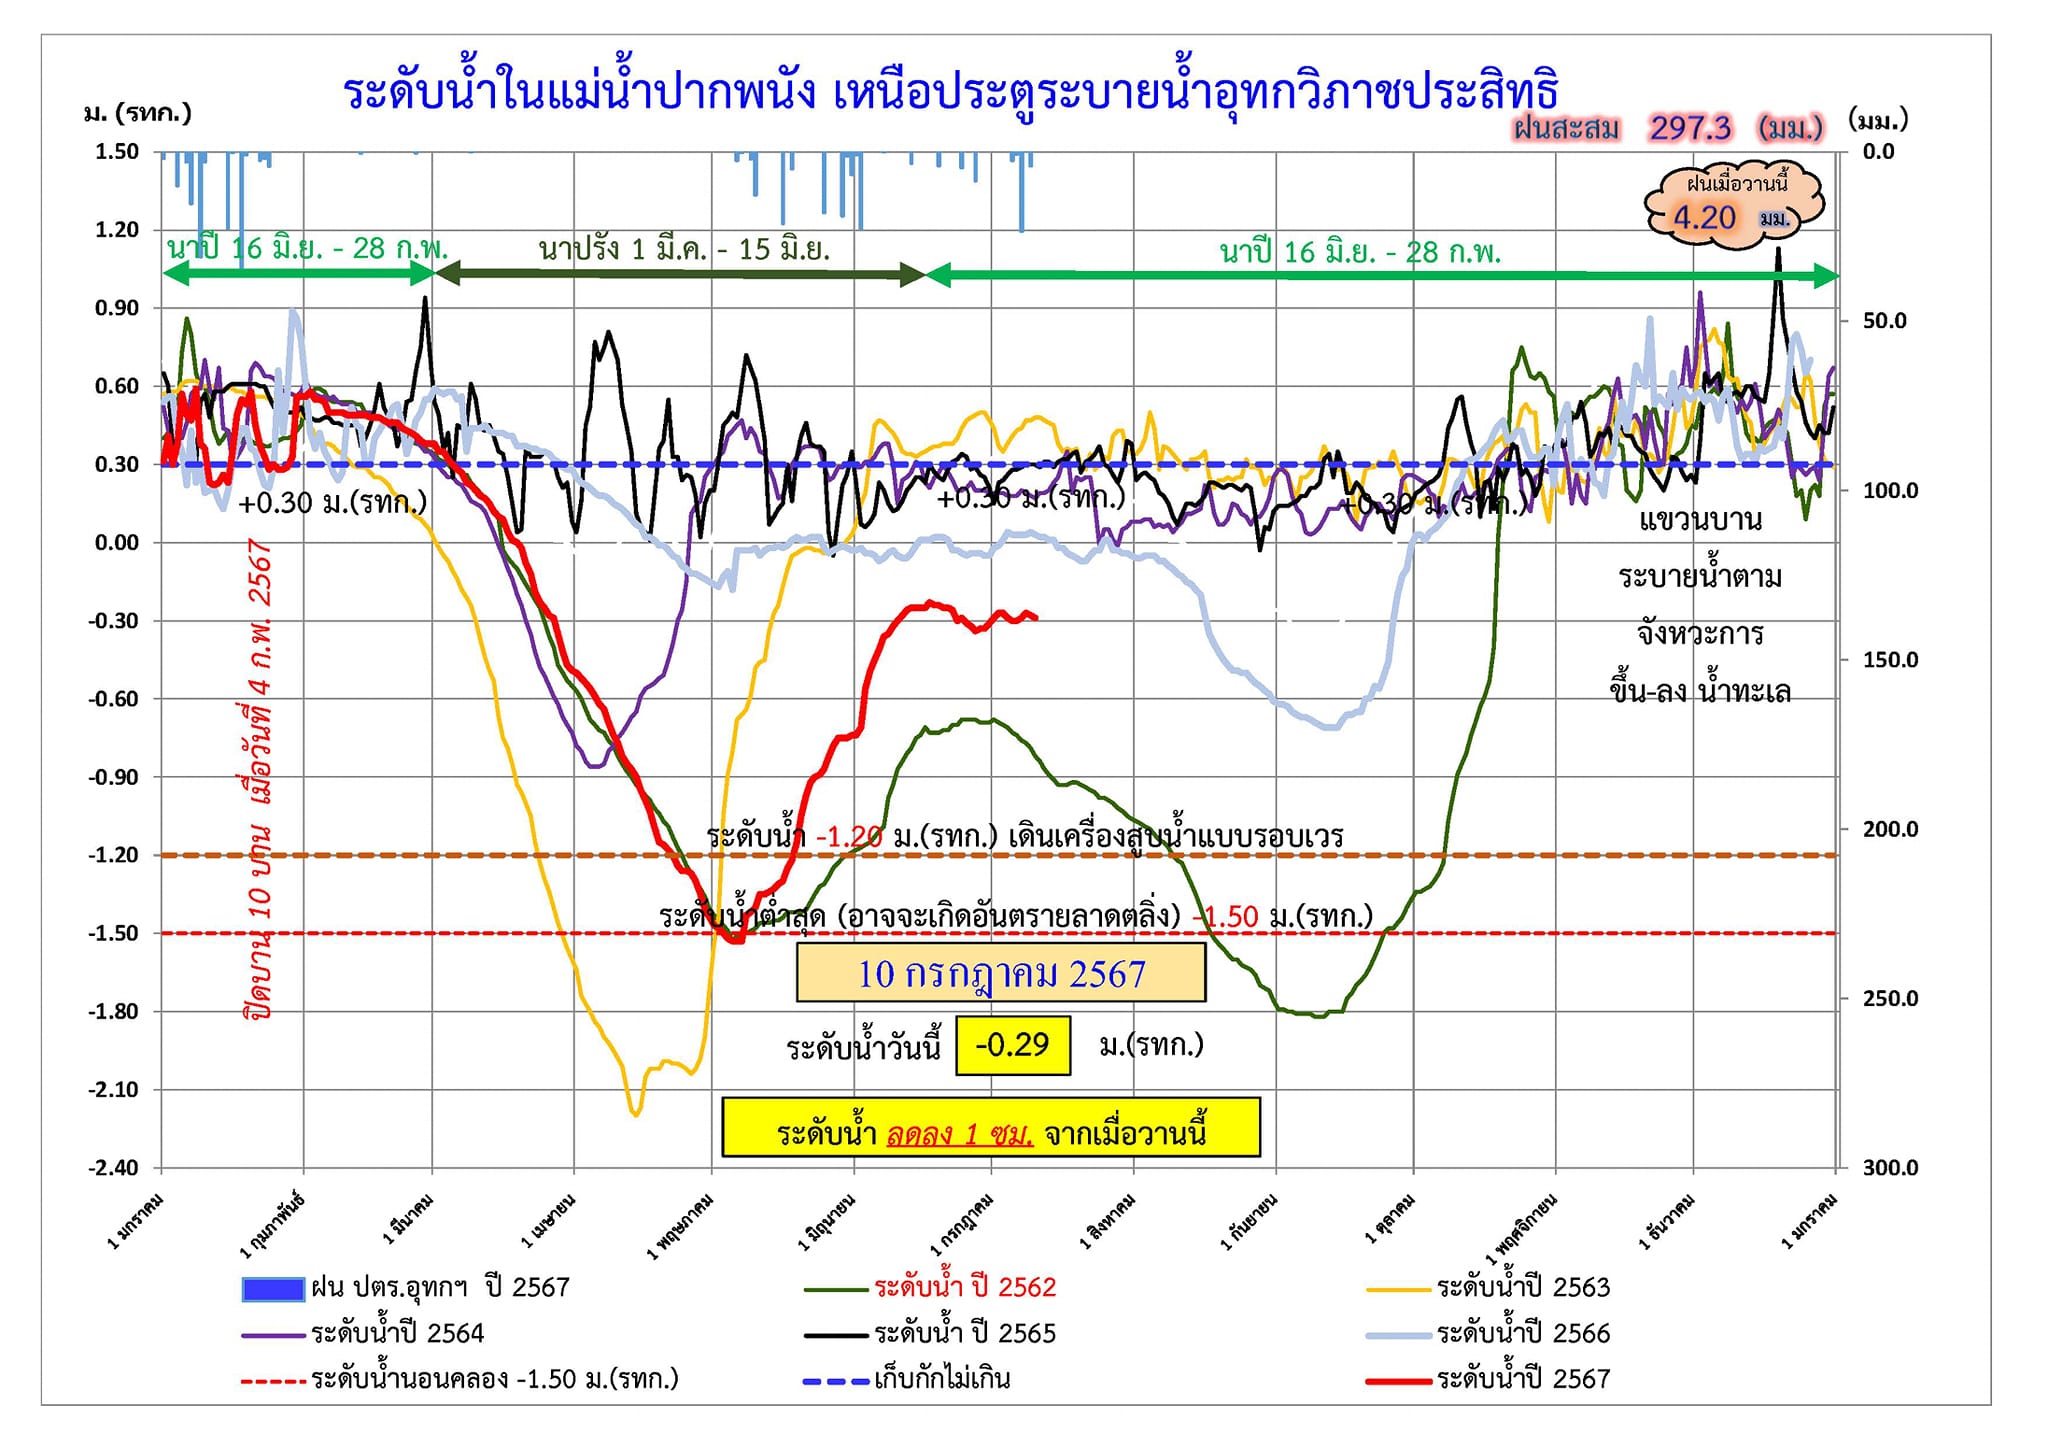 ระดับน้ำในแม่น้ำปากพนัง เหนือประตูระบายน้ำอุทกวิภาชประสิทธิ
ม. (รทก.)
ฝนสะสม 297.3 (มม.)
(มม.)
ฝนเมื่อวานนี้
4.20 มม.
1.50
1.20
0.90
0.60
0.30
0.00
-0.30
-0.60
-0.90
-1.20
-1.50
-1.80
-2.10
-2.40
0.0
50.0
100.0
150.0
200.0
250.0
300.0
นาปี 16 มิ.ย. - 28 ก.พ.
นาปรัง 1 มี.ค. - 15 มิ.ย.
นาปี 16 มิ.ย. - 28 ก.พ.
+0.30 ม.(รทก.)
+0.30 ม.(รทก.)
+0.30 ม.(รทก.)
แขวนบาน
ระบายน้ำตาม
จังหวะการ
ขึ้น-ลง น้ำทะเล
ปิดบาน 10 บาน เมื่อวันที่ 4 ก.พ. 2567
ระดับน้ำ -1.20 ม.(รทก.) เดินเครื่องสูบน้ำแบบรอบเวร
ระดับน้ำต่ำสุด (อาจจะเกิดอันตรายลาดตลิ่ง) -1.50 ม.(รทก.)
10 กรกฎาคม 2567
ระดับน้ำวันนี้ -0.29 ม.(รทก.)
ระดับน้ำ ลดลง 1 ซม. จากเมื่อวานนี้
1 มกราคม
1 กุมภาพันธ์
1 มีนาคม
1 เมษายน
1 พฤษภาคม
1 มิถุนายน
1 กรกฎาคม
1 สิงหาคม
1 กันยายน
1 ตุลาคม
1 พฤศจิกายน
1 ธันวาคม
1 มกราคม
ฝน ปตร.อุทกฯ ปี 2567
ระดับน้ำ ปี 2562
ระดับน้ำปี 2563
ระดับน้ำปี 2564
ระดับน้ำ ปี 2565
ระดับน้ำปี 2566
ระดับน้ำนอนคลอง -1.50 ม.(รทก.)
เก็บกักไม่เกิน
ระดับน้ำปี 2567